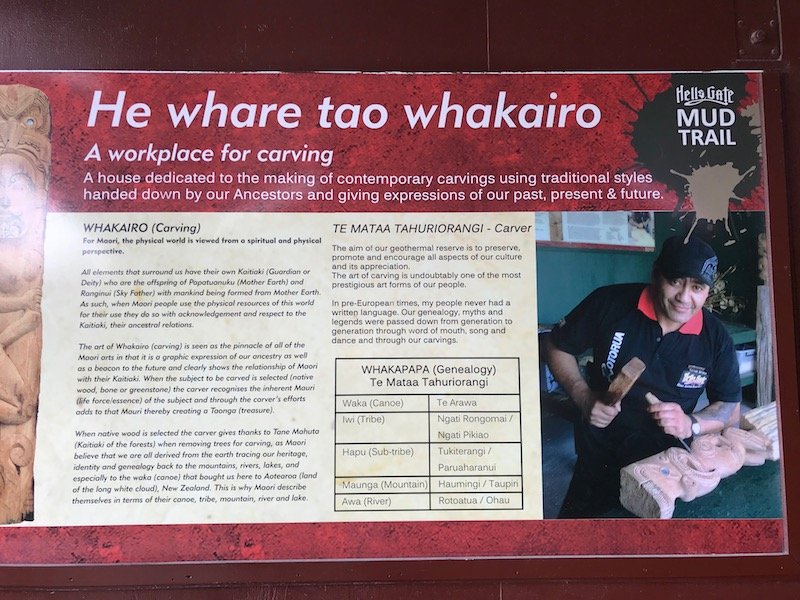 He whare tao whakairo
A workplace for carving
A house dedicated to the making of contemporary carvings using traditional styles
handed down by our Ancestors and giving expressions of our past, present & future.
Hells Gate
MUD
TRAIL
WHAKAIRO (Carving)
For Maori, the physical world is viewed from a spiritual and physical
perspective.
All elements that surround us have their own Kaitiaki (Guardian or
Deity) who are the offspring of Papatuanuku (Mother Earth) and
Ranginui (Sky Father) with mankind being formed from Mother Earth.
As such, when Maori people use the physical resources of this world
for their use they do so with acknowledgement and respect to the
Kaitiaki, their ancestral relations.
The art of Whakairo (carving) is seen as the pinnacle of all of the
Maori arts in that it is a graphic expression of our ancestry as well
as a beacon to the future and clearly shows the relationship of Maori
with their Kaitiaki. When the subject to be carved is selected (native
wood, bone or greenstone) the carver recognises the inherent Mauri
(life force/essence) of the subject and through the carver's efforts
adds to that Mauri thereby creating a Taonga (treasure).
When native wood is selected the carver gives thanks to Tane Mahuta
(Kaitiaki of the forests) when removing trees for carving, as Maori
believe that we are all derived from the earth tracing our heritage,
identity and genealogy back to the mountains, rivers, lakes, and
especially to the waka (canoe) that bought us here to Aotearoa (land
of the long white cloud), New Zealand. This is why Maori describe
themselves in terms of their canoe, tribe, mountain, river and lake.
TE MATAA TAHURIORANGI - Carver
The aim of our geothermal reserve is to preserve,
promote and encourage all aspects of our culture
and its appreciation.
The art of carving is undoubtably one of the most
prestigious art forms of our people.
In pre-European times, my people never had a
written language. Our genealogy, myths and
legends were passed down from generation to
generation through word of mouth, song and
dance and through our carvings.
WHAKAPAPA (Genealogy)
Te Mataa Tahuriorangi
Waka (Canoe) Te Arawa
Iwi (Tribe) Ngati Rongomai /
Ngati Pikiao
Hapu (Sub-tribe) Tukiterangi /
Paruaharanui
Maunga (Mountain) Haumingi / Taupiri
Awa (River) Rotoatua / Ohau
ROTORUA